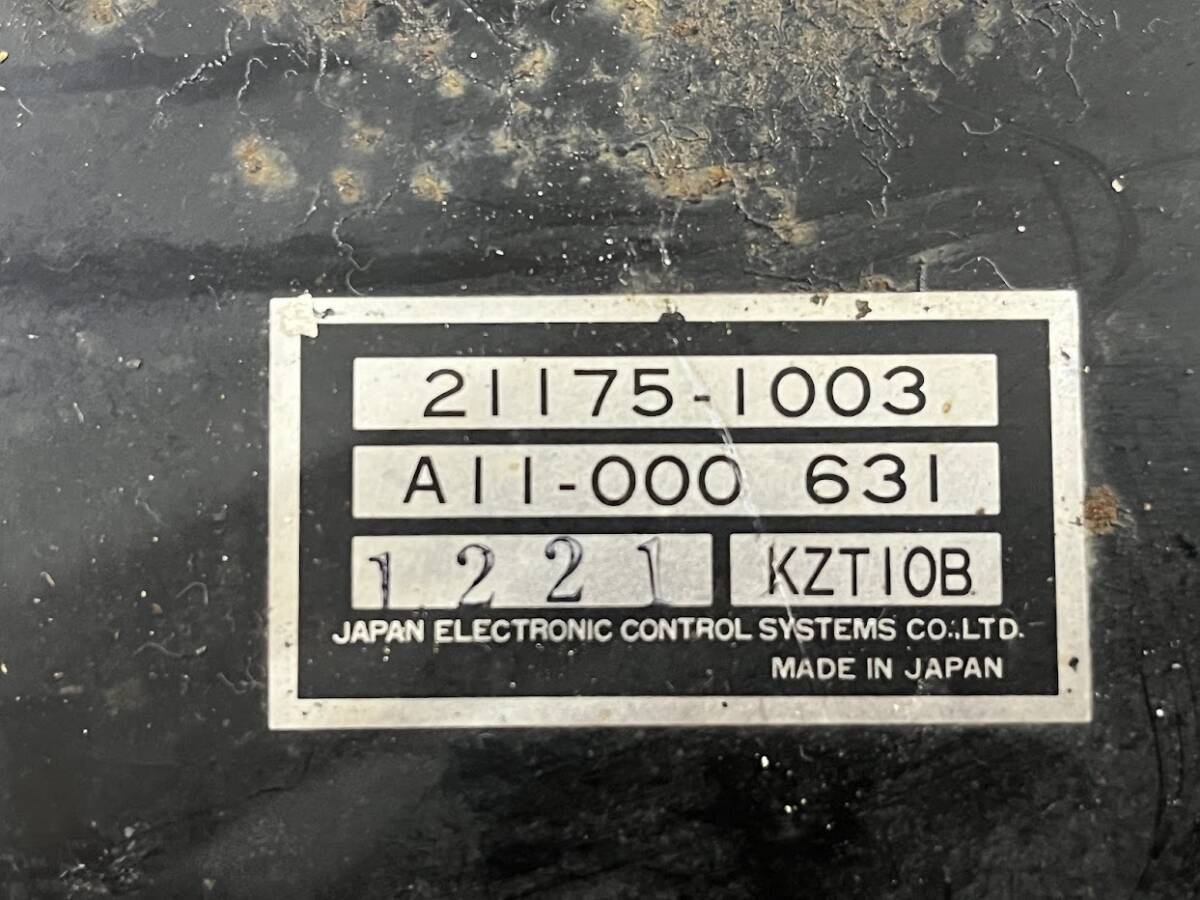 21175-1003
A11-000 631
1221 KZT10B
JAPAN ELECTRONIC CONTROL SYSTEMS CO.,LTD.
MADE IN JAPAN